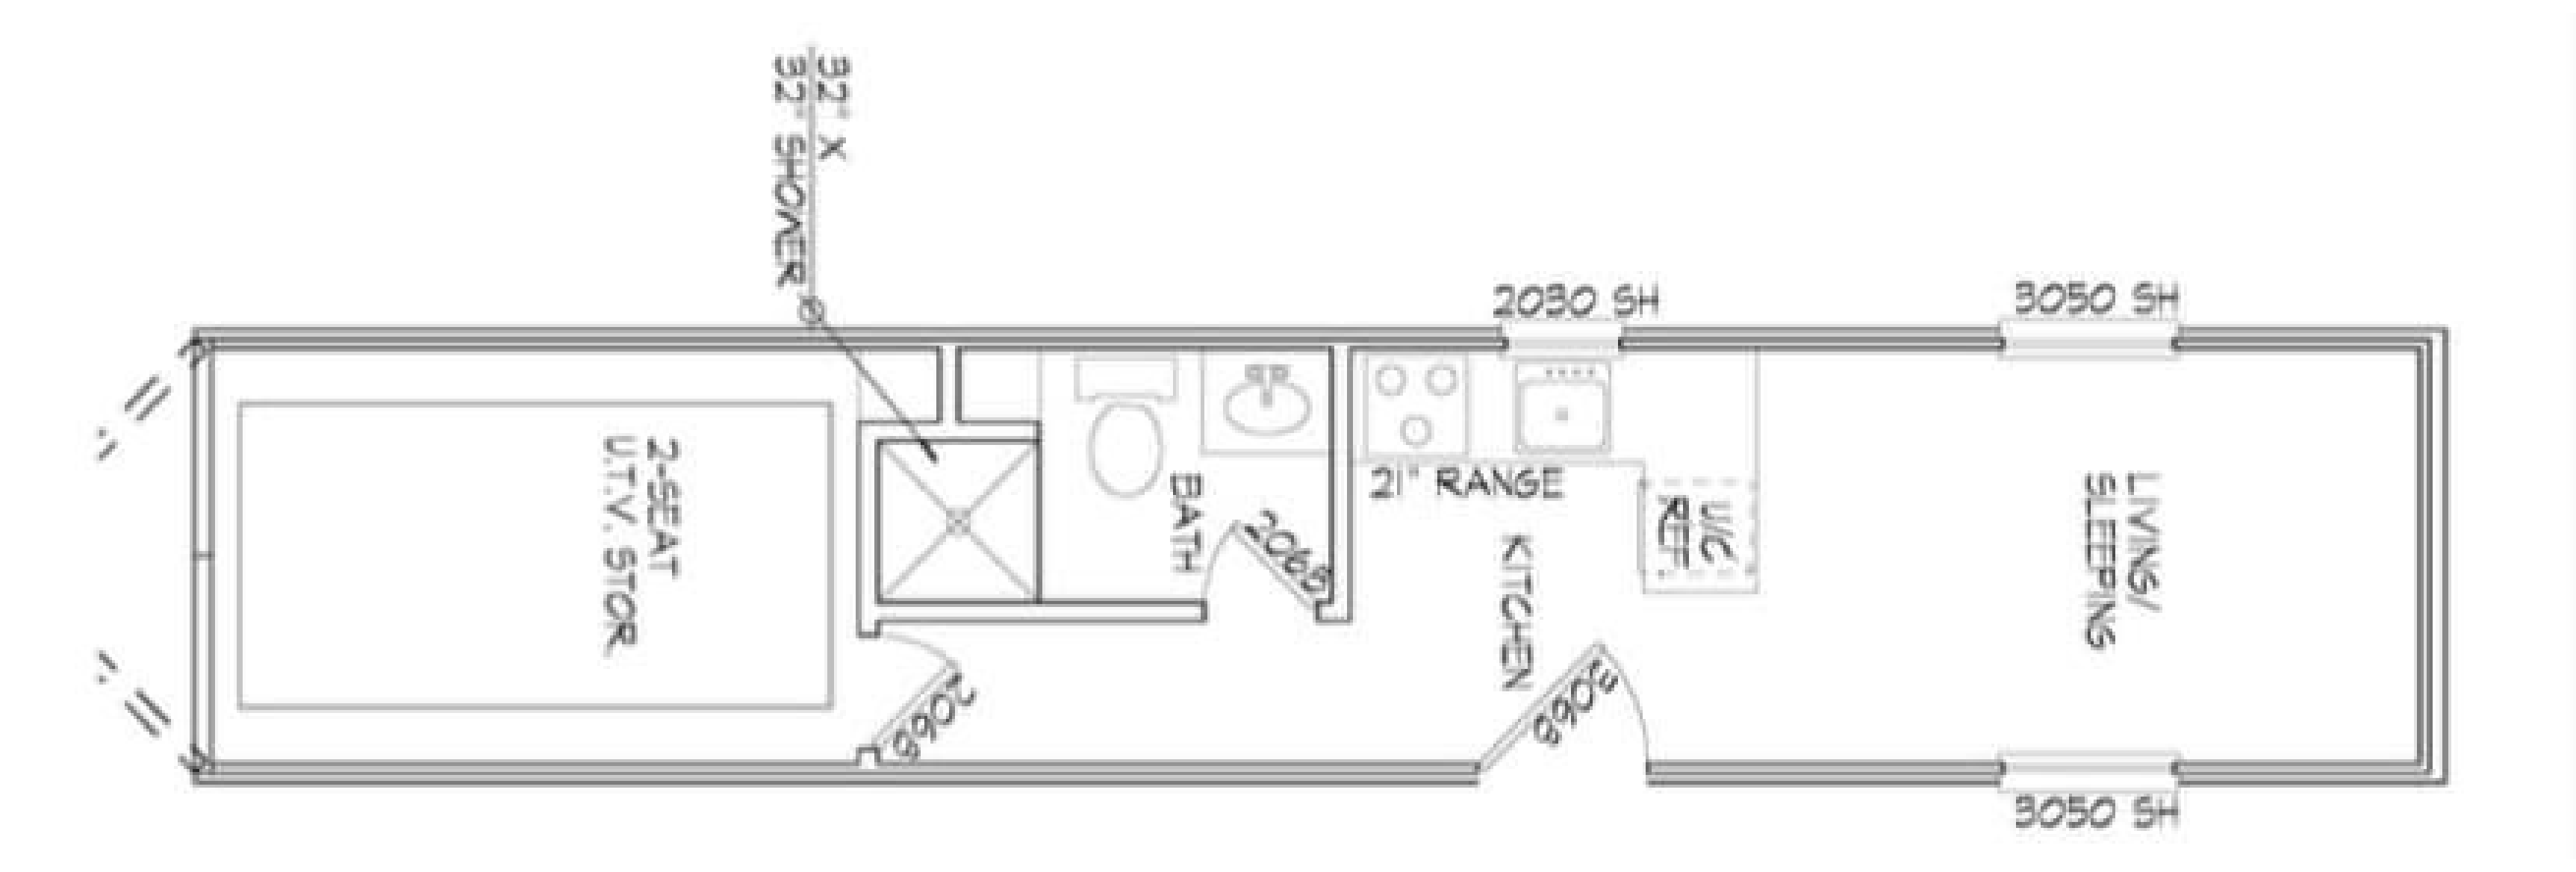 32" X
32" SHOWER
2030 SH
3050 SH
2-SEAT
U.T.V. STOR.
BATH
2068
21" RANGE
KITCHEN
U/C
REF.
LIVING/
SLEEPING
2068
3068
3050 SH